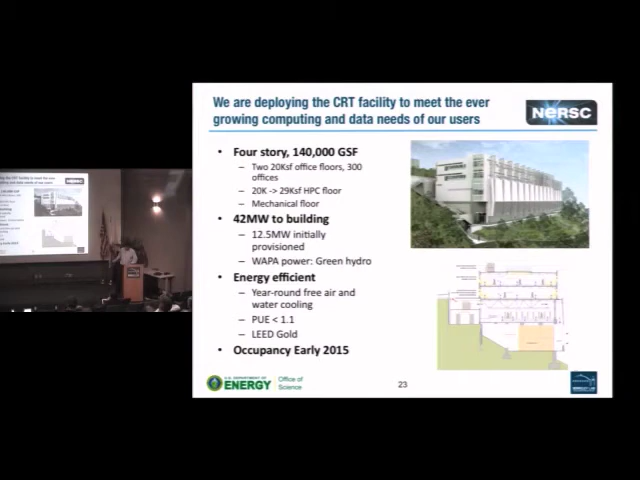 We are deploying the CRT facility to meet the ever
growing computing and data needs of our users
NERSC
• Four story, 140,000 GSF
– Two 20Ksf office floors, 300
offices
– 20K -> 29Ksf HPC floor
– Mechanical floor
• 42MW to building
– 12.5MW initially
provisioned
– WAPA power: Green hydro
• Energy efficient
– Year-round free air and
water cooling
– PUE < 1.1
– LEED Gold
• Occupancy Early 2015
U.S. DEPARTMENT OF
ENERGY
Office of
Science
23